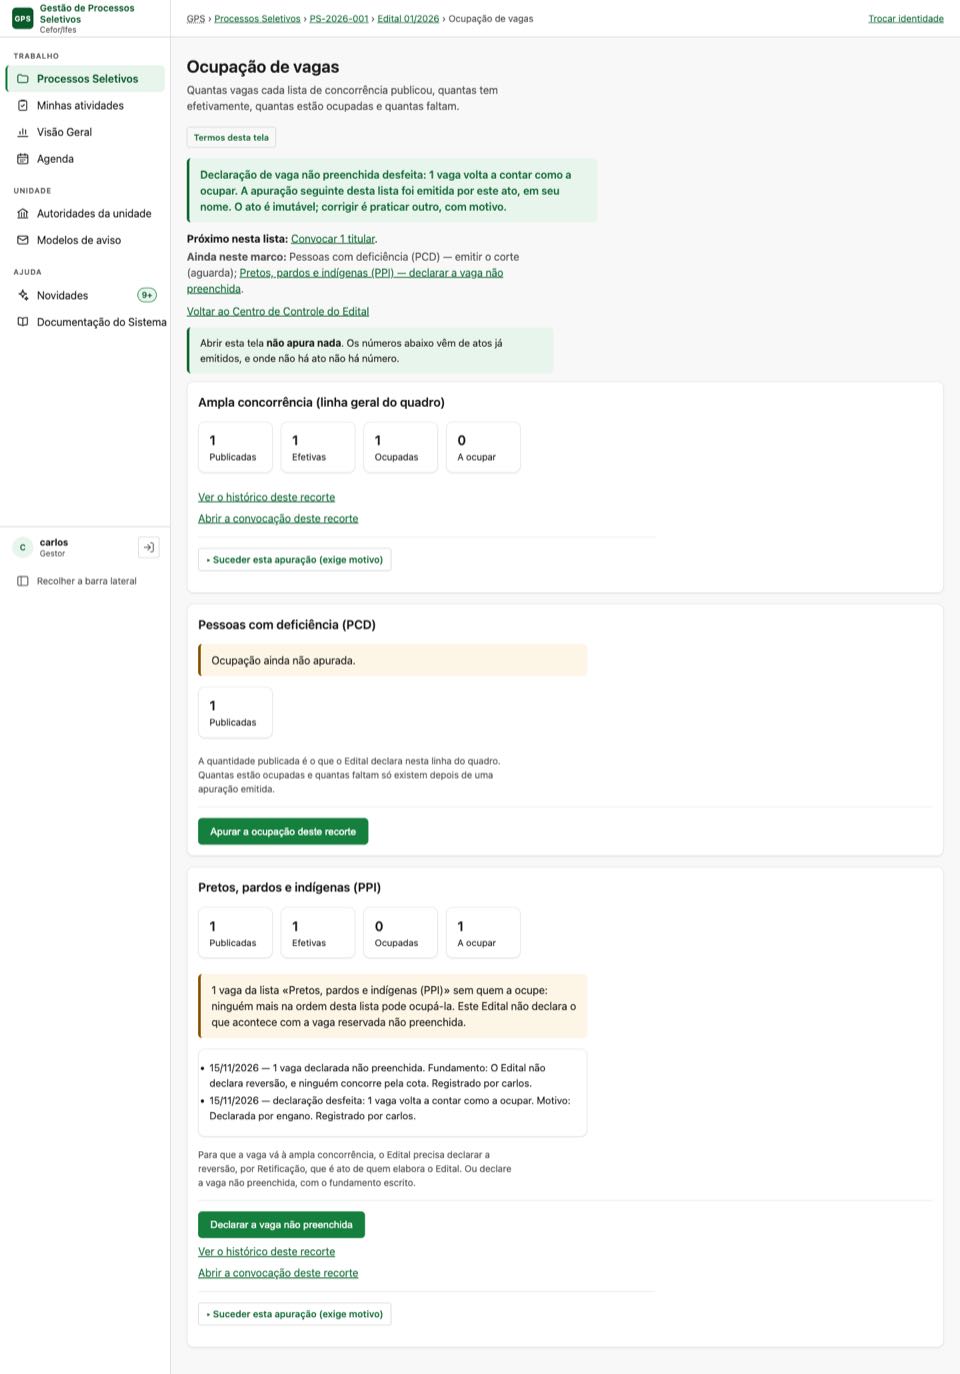 GPS
Gestão de Processos
Seletivos
Cefor/Ifes
GPS › Processos Seletivos › PS-2026-001 › Edital 01/2026 › Ocupação de vagas
Trocar identidade
TRABALHO
Processos Seletivos
Minhas atividades
Visão Geral
Agenda
UNIDADE
Autoridades da unidade
Modelos de aviso
AJUDA
Novidades 9+
Documentação do Sistema
C
carlos
Gestor
Recolher a barra lateral
Ocupação de vagas
Quantas vagas cada lista de concorrência publicou, quantas tem
efetivamente, quantas estão ocupadas e quantas faltam.
Termos desta tela
Declaração de vaga não preenchida desfeita: 1 vaga volta a contar como a
ocupar. A apuração seguinte desta lista foi emitida por este ato, em seu
nome. O ato é imutável; corrigir é praticar outro, com motivo.
Próximo nesta lista: Convocar 1 titular.
Ainda neste marco: Pessoas com deficiência (PCD) — emitir o corte
(aguarda); Pretos, pardos e indígenas (PPI) — declarar a vaga não
preenchida.
Voltar ao Centro de Controle do Edital
Abrir esta tela não apura nada. Os números abaixo vêm de atos já
emitidos, e onde não há ato não há número.
Ampla concorrência (linha geral do quadro)
1 1 1 0
Publicadas Efetivas Ocupadas A ocupar
Ver o histórico deste recorte
Abrir a convocação deste recorte
▸ Suceder esta apuração (exige motivo)
Pessoas com deficiência (PCD)
Ocupação ainda não apurada.
1
Publicadas
A quantidade publicada é o que o Edital declara nesta linha do quadro.
Quantas estão ocupadas e quantas faltam só existem depois de uma
apuração emitida.
Apurar a ocupação deste recorte
Pretos, pardos e indígenas (PPI)
1 1 0 1
Publicadas Efetivas Ocupadas A ocupar
1 vaga da lista «Pretos, pardos e indígenas (PPI)» sem quem a ocupe:
ninguém mais na ordem desta lista pode ocupá-la. Este Edital não declara o
que acontece com a vaga reservada não preenchida.
• 15/11/2026 — 1 vaga declarada não preenchida. Fundamento: O Edital não
declara reversão, e ninguém concorre pela cota. Registrado por carlos.
• 15/11/2026 — declaração desfeita: 1 vaga volta a contar como a ocupar. Motivo:
Declarada por engano. Registrado por carlos.
Para que a vaga vá à ampla concorrência, o Edital precisa declarar a
reversão, por Retificação, que é ato de quem elabora o Edital. Ou declare
a vaga não preenchida, com o fundamento escrito.
Declarar a vaga não preenchida
Ver o histórico deste recorte
Abrir a convocação deste recorte
▸ Suceder esta apuração (exige motivo)